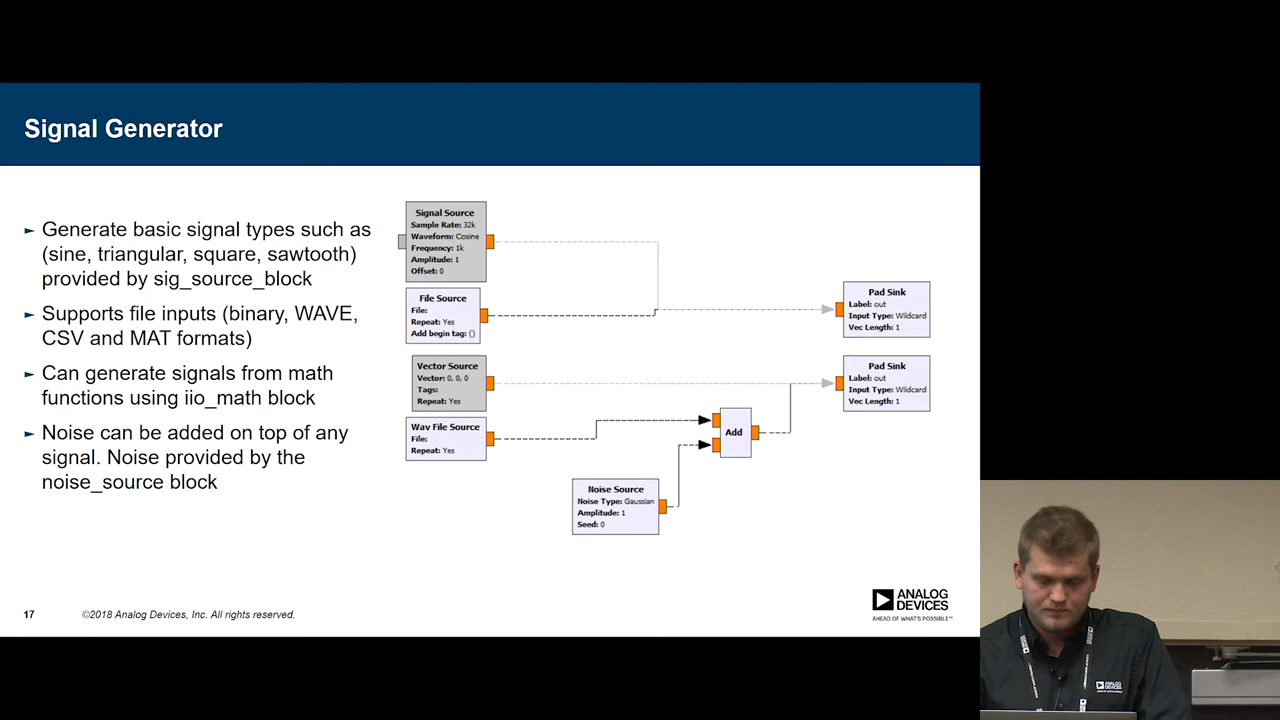 Signal Generator
► Generate basic signal types such as
(sine, triangular, square, sawtooth)
provided by sig_source_block
► Supports file inputs (binary, WAVE,
CSV and MAT formats)
► Can generate signals from math
functions using iio_math block
► Noise can be added on top of any
signal. Noise provided by the
noise_source block
Signal Source
Sample Rate: 32k
Waveform: Cosine
Frequency: 1k
Amplitude: 1
Offset: 0
File Source
File:
Repeat: Yes
Add begin tag: ()
Vector Source
Vector: 0, 0, 0
Tags:
Repeat: Yes
Wav File Source
File:
Repeat: Yes
Noise Source
Noise Type: Gaussian
Amplitude: 1
Seed: 0
Add
Pad Sink
Label: out
Input Type: Wildcard
Vec Length: 1
Pad Sink
Label: out
Input Type: Wildcard
Vec Length: 1
17
©2018 Analog Devices, Inc. All rights reserved.
ANALOG
DEVICES
AHEAD OF WHAT'S POSSIBLE™
ANALOG
DEVICES